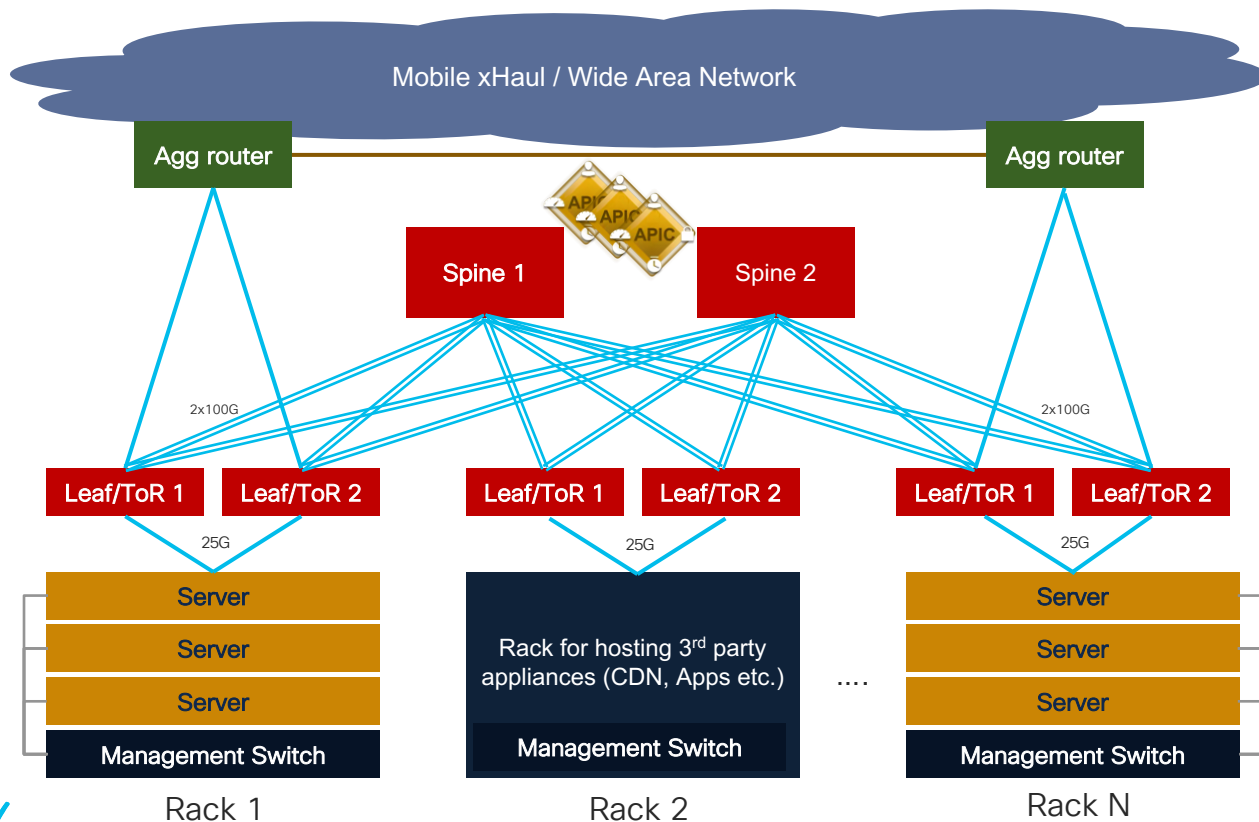 Mobile xHaul / Wide Area Network
Agg router
Agg router
APIC
APIC
APIC
Spine 1
Spine 2
2x100G
2x100G
Leaf/ToR 1
Leaf/ToR 2
Leaf/ToR 1
Leaf/ToR 2
Leaf/ToR 1
Leaf/ToR 2
25G
25G
25G
Server
Server
Server
Management Switch
Rack for hosting 3rd party
appliances (CDN, Apps etc.)
Management Switch
....
Server
Server
Server
Management Switch
Rack 1
Rack 2
Rack N